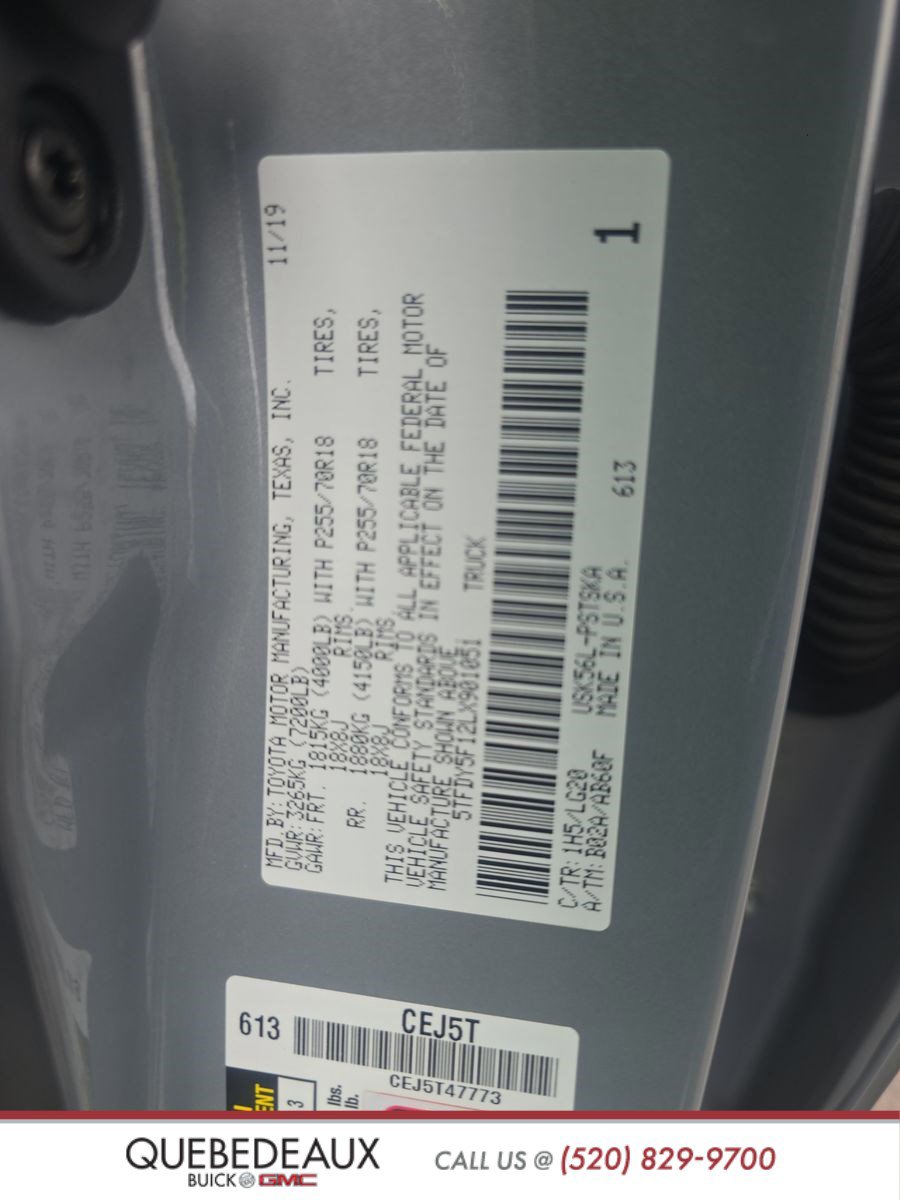 11/19
MFD.BY:TOYOTA MOTOR MANUFACTURING, TEXAS, INC.
GVWR:3265KG (7200LB)
GAWR:FRT. 1815KG (4000LB) WITH P255/70R18 TIRES,
18X8J RIMS
RR. 1880KG (4150LB) WITH P255/70R18 TIRES,
18X8J RIMS
THIS VEHICLE CONFORMS TO ALL APPLICABLE FEDERAL MOTOR
VEHICLE SAFETY STANDARDS IN EFFECT ON THE DATE OF
MANUFACTURE SHOWN ABOVE.
5TFDY5F12LX901051 TRUCK
C/TR:1H5/LG20 USK56L-PSTSKA 613
A/TM:B02A/AB60F MADE IN U.S.A.
1
613 CEJ5T
CEJ5T47773
3
lbs.
lb.
QUEBEDEAUX
BUICK GMC
CALL US @ (520) 829-9700